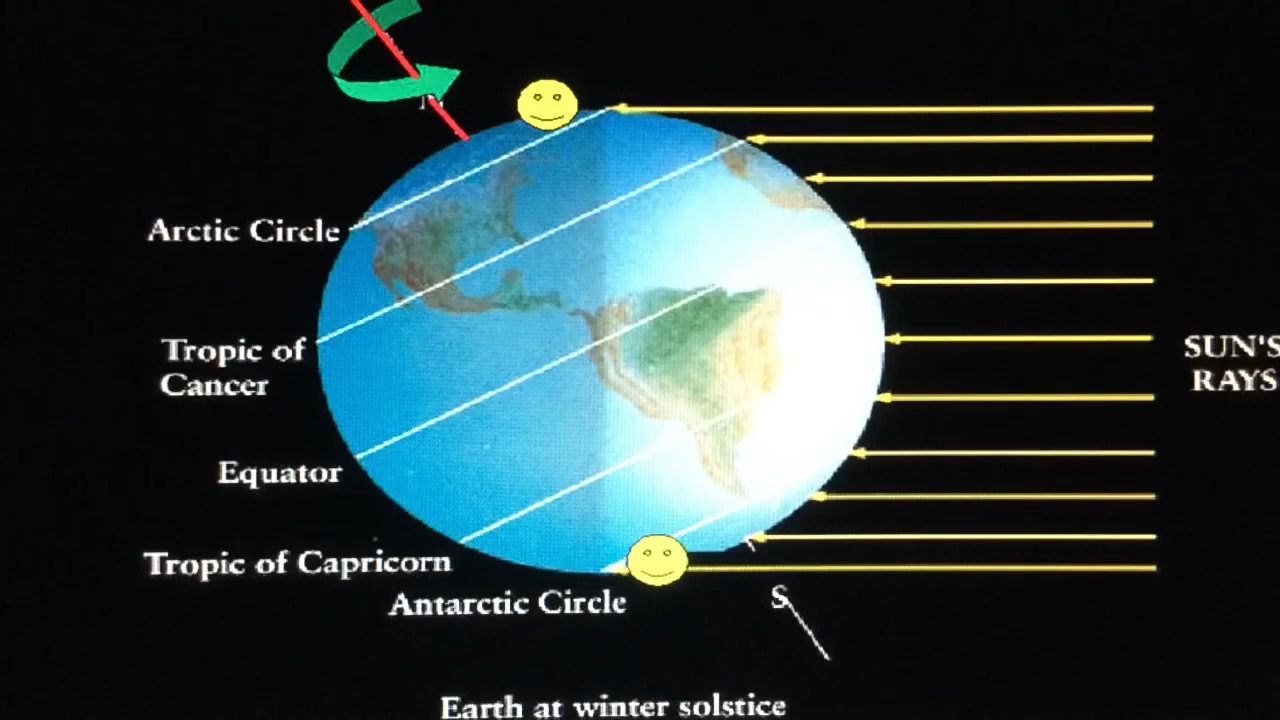 N
Arctic Circle
Tropic of
Cancer
SUN'S
RAYS
Equator
Tropic of Capricorn
Antarctic Circle
S
Earth at winter solstice